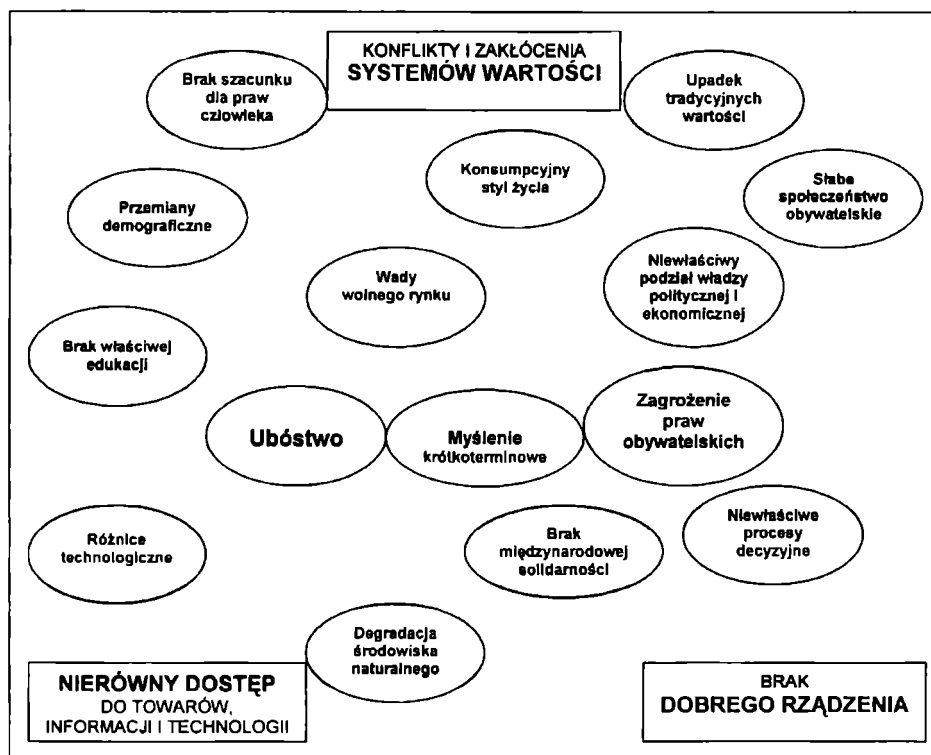 KONFLIKTY I ZAKŁÓCENIA
SYSTEMÓW WARTOŚCI
Brak szacunku
dla praw
człowieka
Upadek
tradycyjnych
wartości
Konsumpcyjny
styl życia
Słabe
społeczeństwo
obywatelskie
Przemiany
demograficzne
Niewłaściwy
podział władzy
politycznej i
ekonomicznej
Wady
wolnego rynku
Brak właściwej
edukacji
Ubóstwo
Myślenie
krótkoterminowe
Zagrożenie
praw
obywatelskich
Różnice
technologiczne
Brak
międzynarodowej
solidarności
Niewłaściwe
procesy
decyzyjne
Degradacja
środowiska
naturalnego
NIERÓWNY DOSTĘP
DO TOWARÓW,
INFORMACJI I TECHNOLOGII
BRAK
DOBREGO RZĄDZENIA